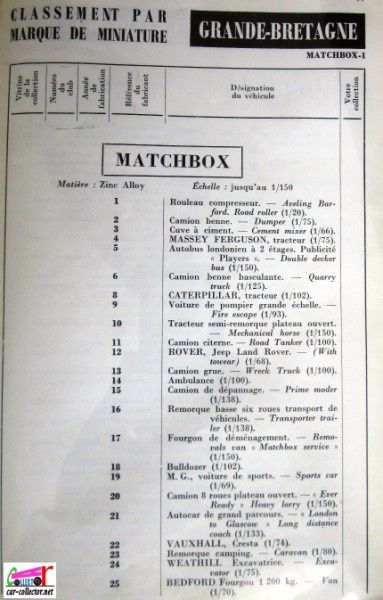 CLASSEMENT PAR
MARQUE DE MINIATURE
GRANDE-BRETAGNE
MATCHBOX-1
Vitrine
de la
collection
Numéro
du
club
Année
de
fabrication
Référence
du
fabricant
Désignation
du véhicule
Votre
collection
MATCHBOX
Matière : Zinc Alloy
Échelle : jusqu'au 1/150
1 Rouleau compresseur. — Aveling Bar-
ford. Road roller (1/20).
2 Camion benne. — Dumper (1/75).
3 Cuve à ciment. — Cement mixer (1/66).
4 MASSEY FERGUSON, tracteur (1/75).
5 Autobus londonien à 2 étages. Publicité
« Players ». — Double decker
bus (1/150).
6 Camion benne basculante. — Quarry
truck (1/125).
8 CATERPILLAR, tracteur (1/102).
9 Voiture de pompier grande échelle. —
Fire escape (1/93).
10 Tracteur semi-remorque plateau ouvert.
— Mechanical horse (1/150).
11 Camion citerne. — Road Tanker (1/100).
12 ROVER, Jeep Land Rover. — (With
towear) (1/68).
13 Camion grue. — Wreck Truck (1/100).
14 Ambulance (1/100).
15 Camion de dépannage. — Prime moder
(1/138).
16 Remorque basse six roues transport de
véhicules. — Transporter trai-
ler (1/138).
17 Fourgon de déménagement. — Remo-
vals van « Matchbox service »
(1/150).
18 Bulldozer (1/102).
19 M. G., voiture de sports. — Sports car
(1/69).
20 Camion 8 roues plateau ouvert. — « Ever
Ready » Heavy lorry (1/150).
21 Autocar de grand parcours. — « London
to Glascow » Long distance
coach (1/133).
22 VAUXHALL, Cresta (1/74).
23 Remorque camping. — Caravan (1/80).
24 WEATHILL Excavatrice. — Exca-
vator (1/75).
25 BEDFORD Fourgon 1 200 kg. — Van
(1/70).
car-collector.net